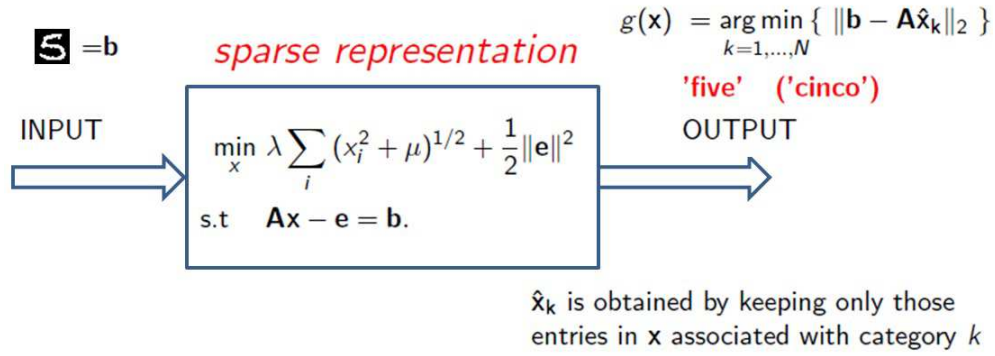 5 = b
sparse representation
g(x) = arg min { ‖b − Ax̂ₖ‖₂ }
k=1,...,N
'five' ('cinco')
INPUT
OUTPUT
min λ ∑ (xᵢ² + μ)^{1/2} + 1/2 ‖e‖²
x i
s.t Ax − e = b.
x̂ₖ is obtained by keeping only those
entries in x associated with category k